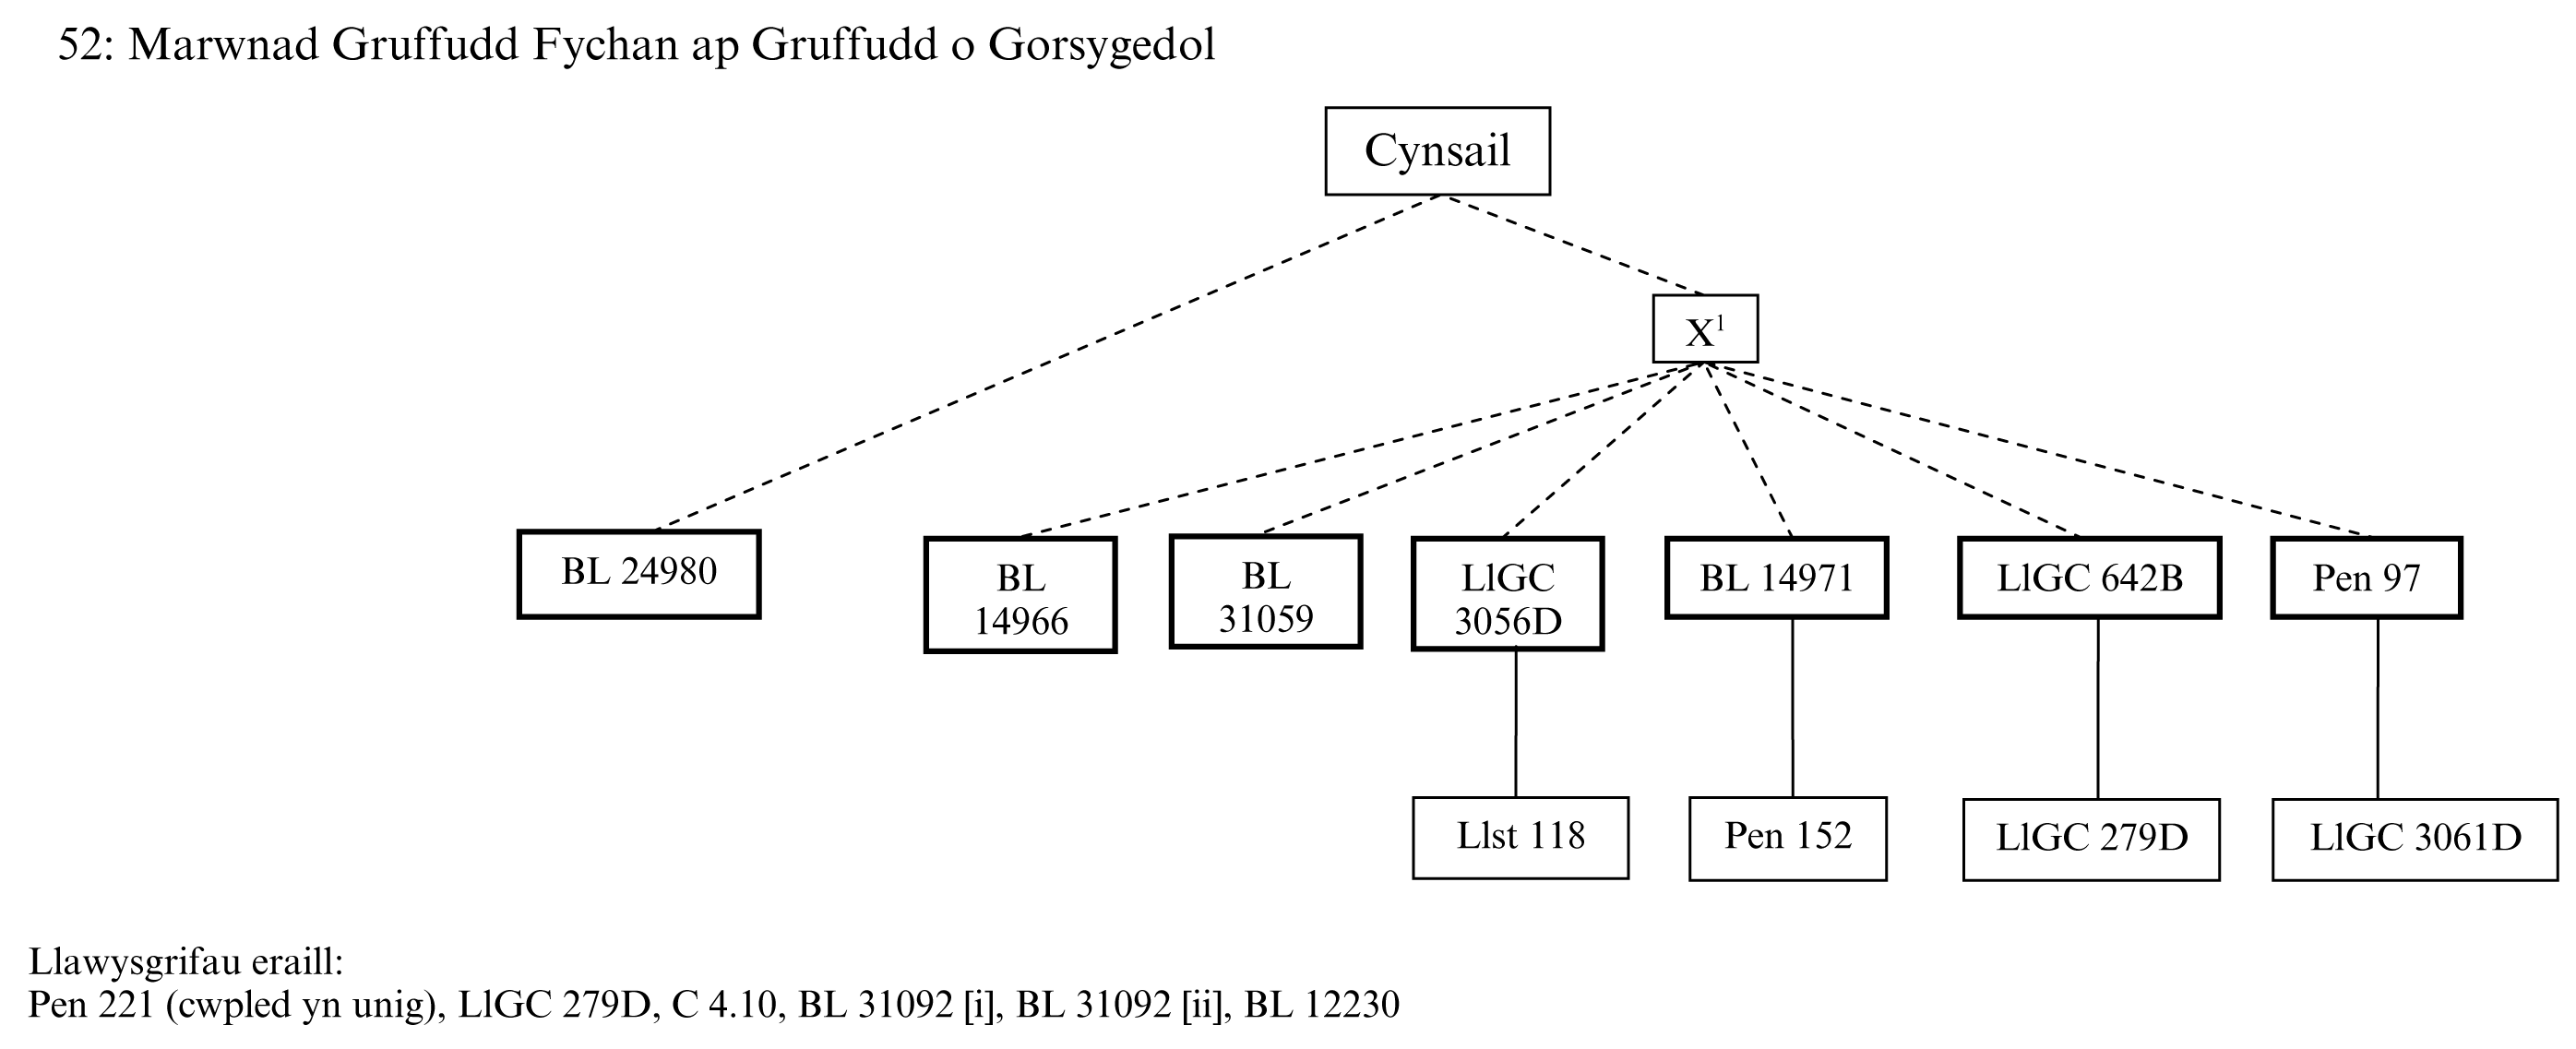 52: Marwnad Gruffudd Fychan ap Gruffudd o Gorsygedol
Cynsail
X¹
BL 24980
BL
14966
BL
31059
LlGC
3056D
BL 14971
LlGC 642B
Pen 97
Llst 118
Pen 152
LlGC 279D
LlGC 3061D
Llawysgrifau eraill:
Pen 221 (cwpled yn unig), LlGC 279D, C 4.10, BL 31092 [i], BL 31092 [ii], BL 12230